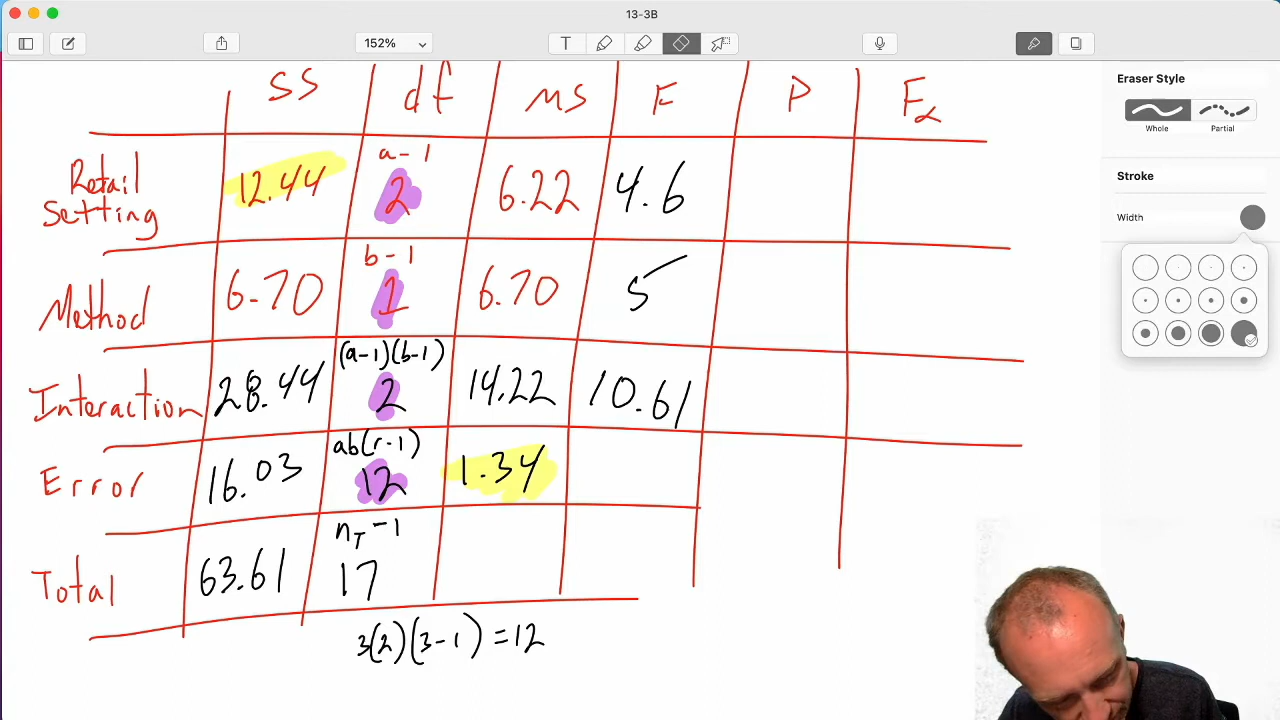 13-3B
152%
T
Eraser Style
Whole
Partial
Stroke
Width
SS df MS F P Fα
Retail Setting 12.44 a-1 2 6.22 4.6
Method 6.70 b-1 1 6.70 5
Interaction 28.44 (a-1)(b-1) 2 14.22 10.61
Error 16.03 ab(r-1) 12 1.34
Total 63.61 nT-1 17
3(2)(3-1)=12